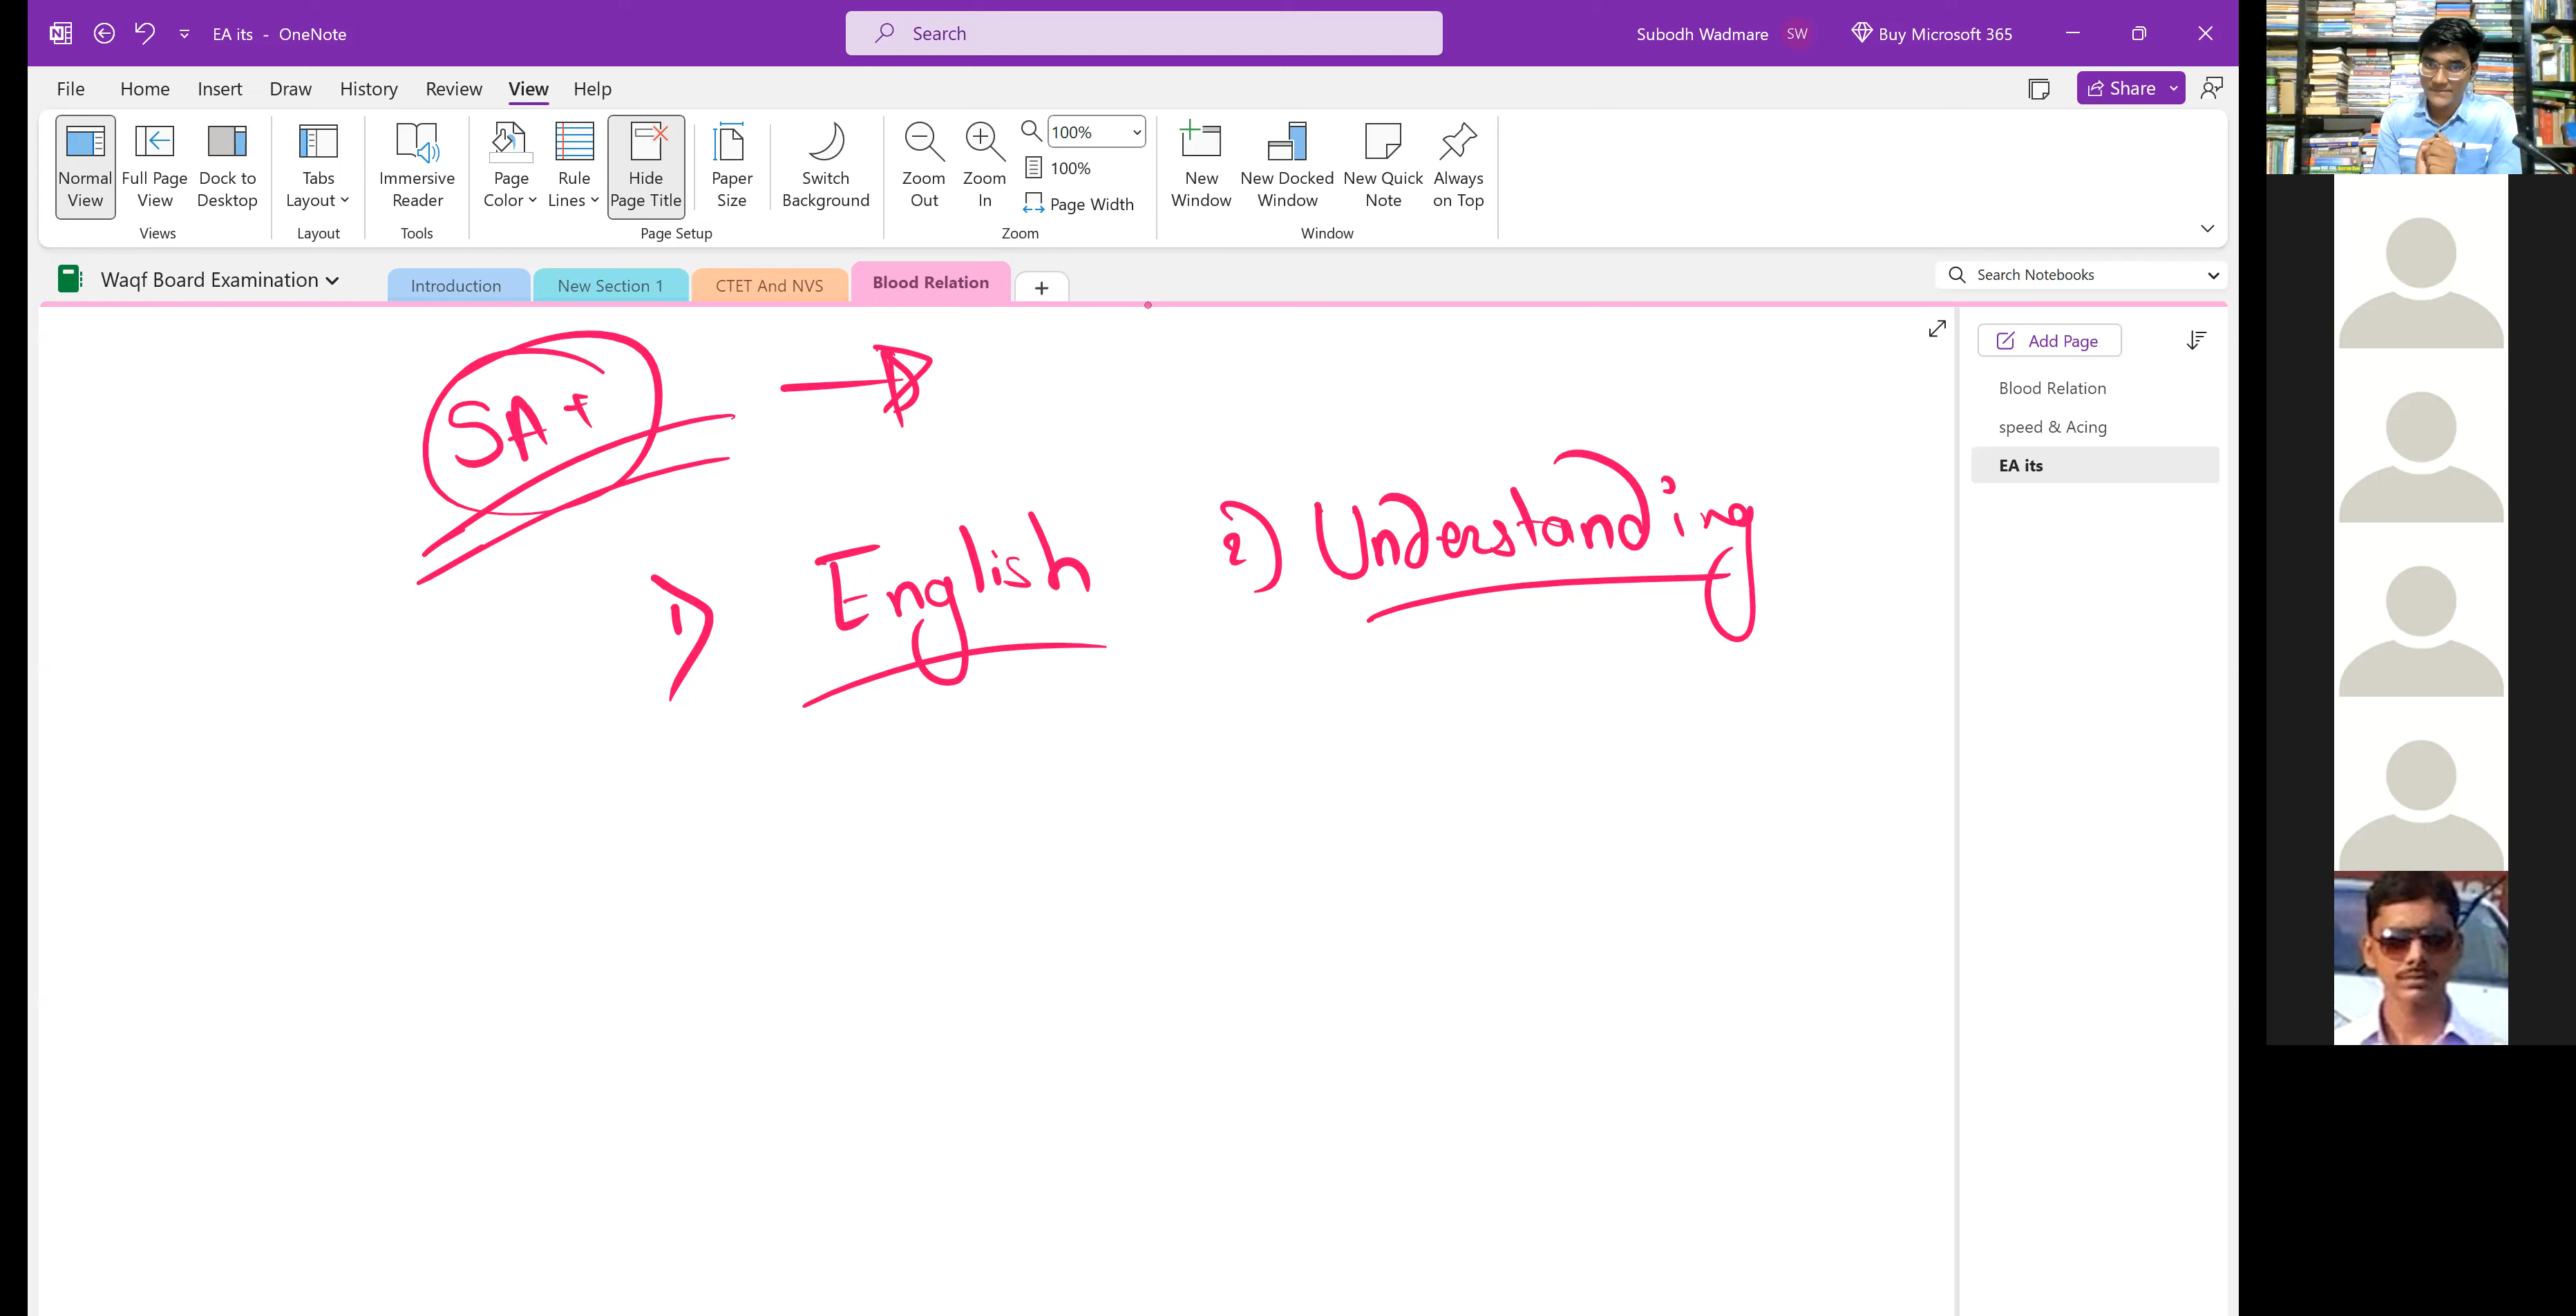 EA its - OneNote
Search
Subodh Wadmare SW
Buy Microsoft 365
File Home Insert Draw History Review View Help
Share
Normal View
Full Page View
Dock to Desktop
Tabs Layout
Immersive Reader
Page Color
Rule Lines
Hide Page Title
Paper Size
Switch Background
Zoom Out
Zoom In
100%
100%
Page Width
New Window
New Docked Window
New Quick Note
Always on Top
Views Layout Tools Page Setup Zoom Window
Waqf Board Examination
Introduction New Section 1 CTET And NVS Blood Relation +
Search Notebooks
Add Page
Blood Relation
speed & Acing
EA its
SA+
1) English
2) Understanding